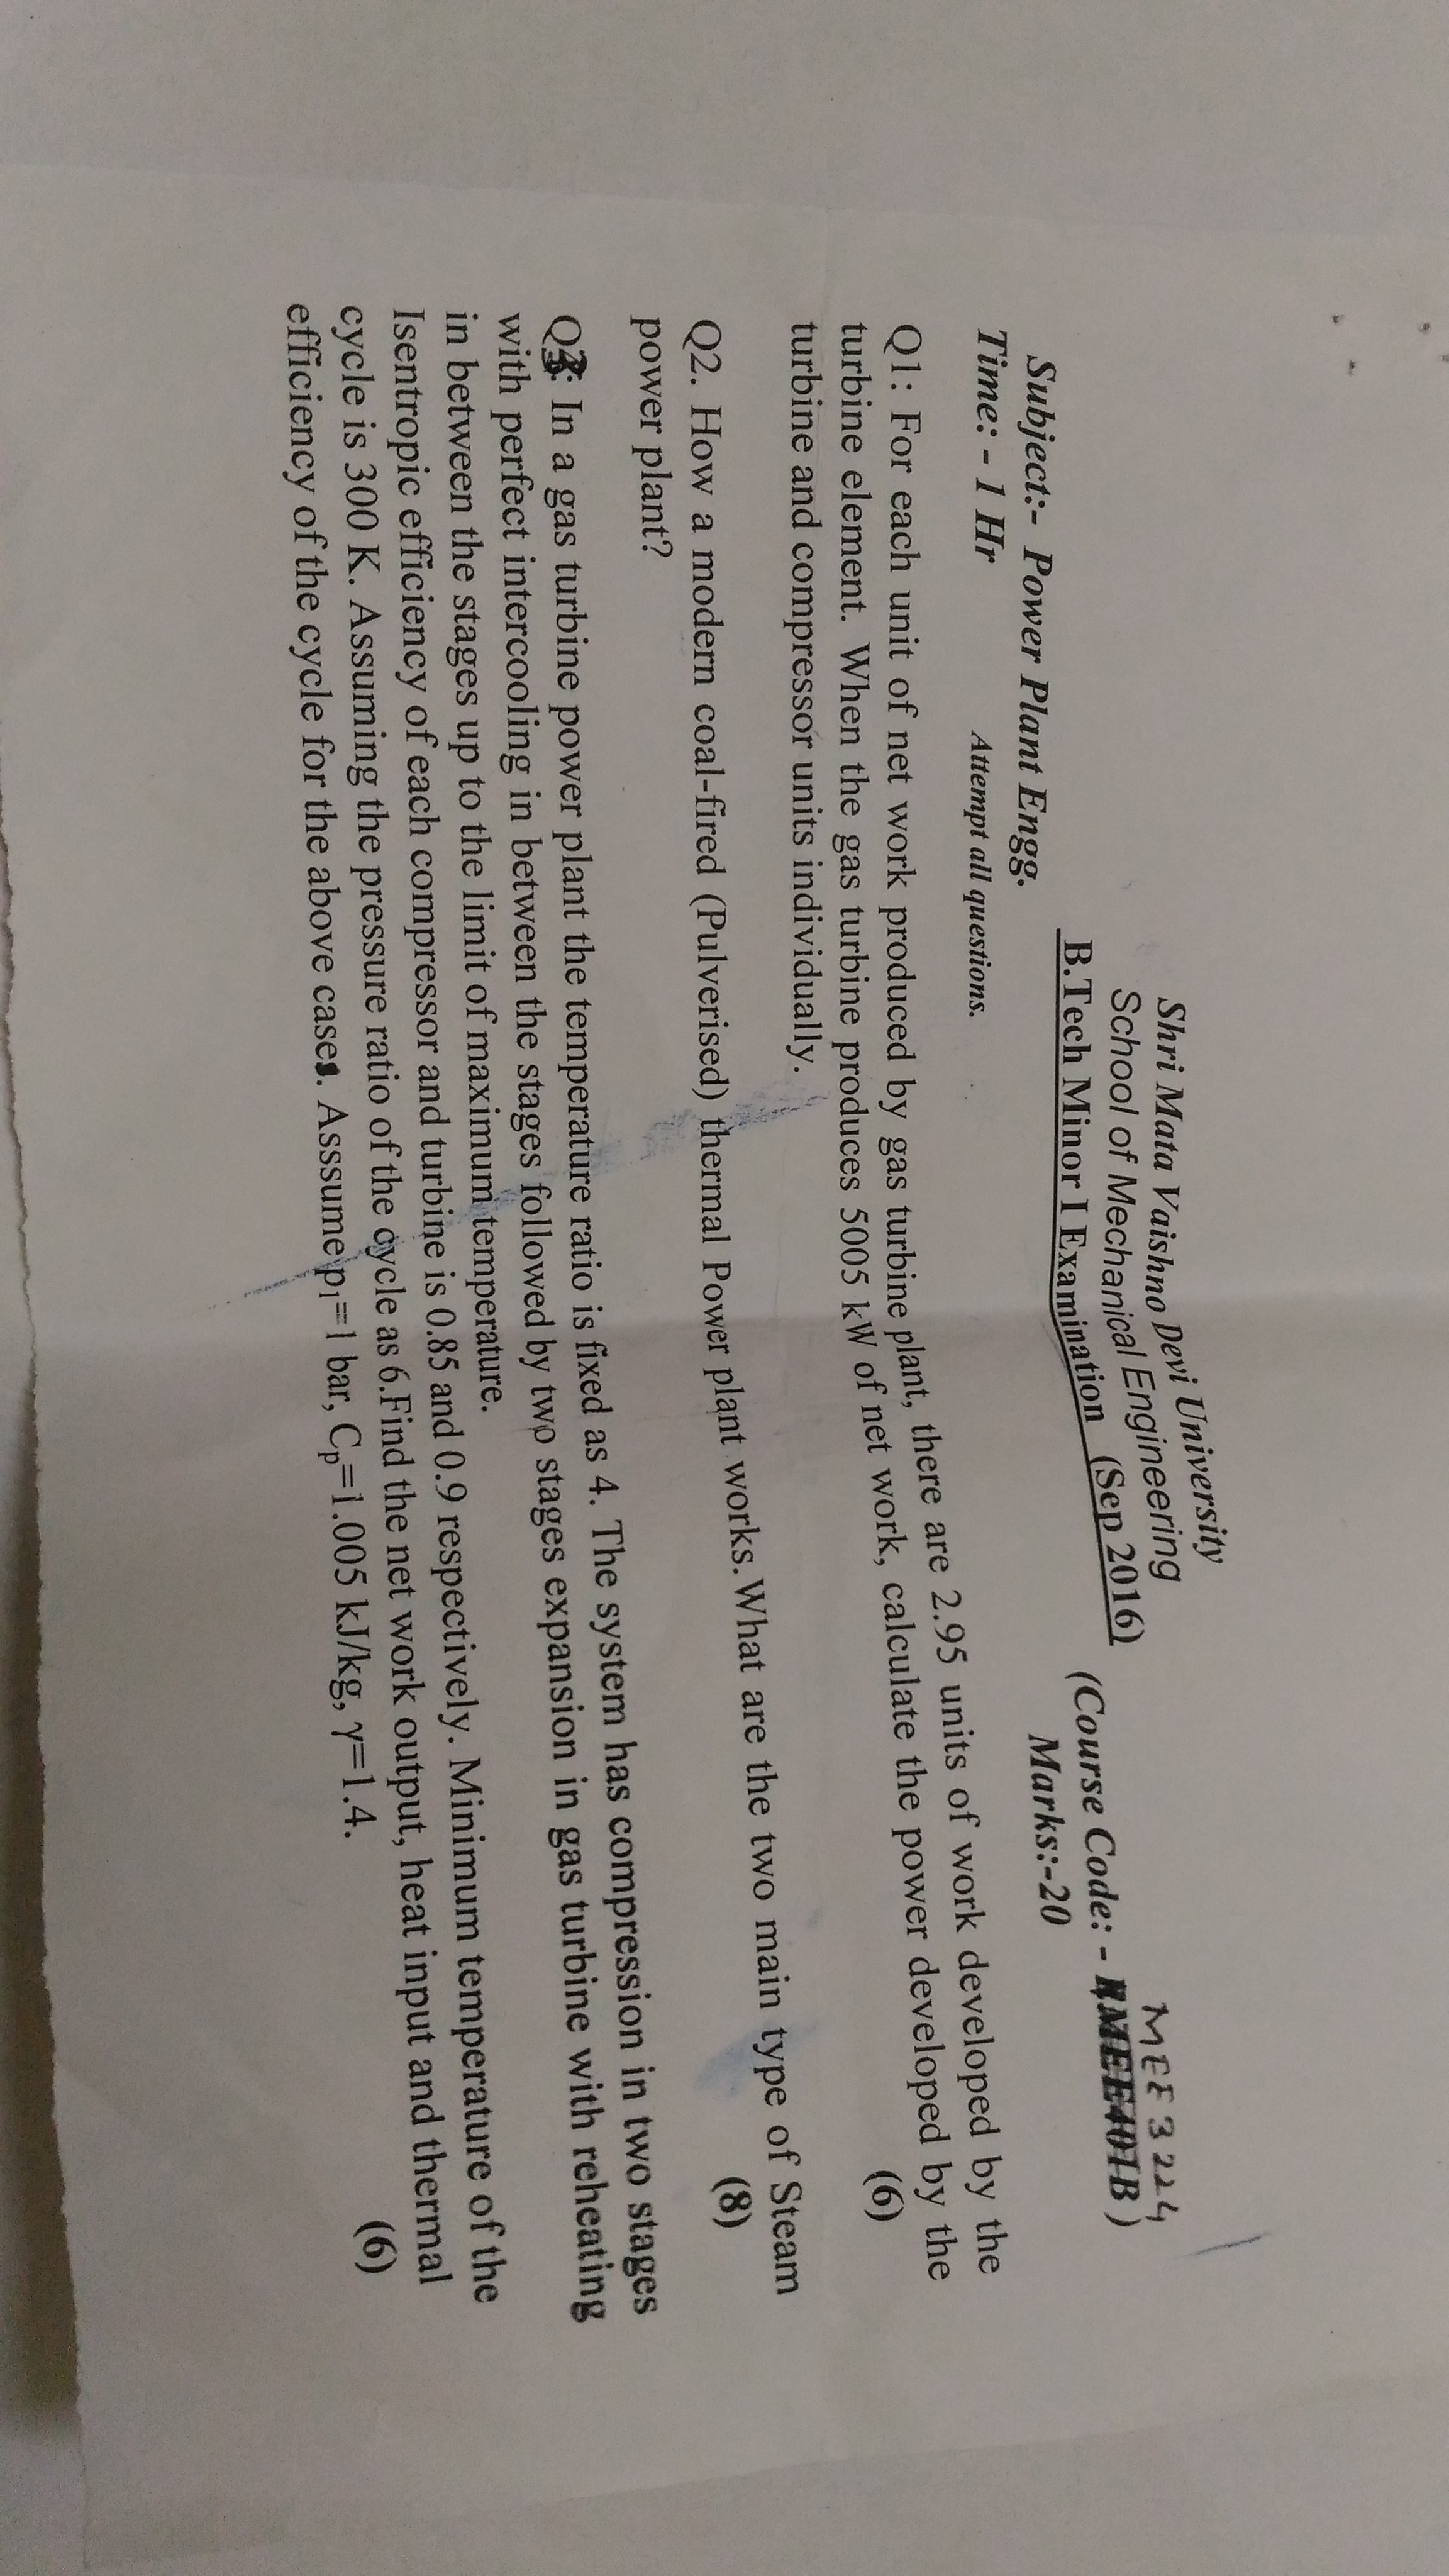 Shri Mata Vaishno Devi University
School of Mechanical Engineering
B.Tech Minor I Examination (Sep 2016)
MEE 3224
(Course Code: - )
Subject:- Power Plant Engg.
Marks:-20
Time: - 1 Hr
Attempt all questions.
Q1: For each unit of net work produced by gas turbine plant, there are 2.95 units of work developed by the
turbine element. When the gas turbine produces 5005 kW of net work, calculate the power developed by the
turbine and compressor units individually. (6)
Q2. How a modern coal-fired (Pulverised) thermal Power plant works. What are the two main type of Steam
power plant? (8)
Q3: In a gas turbine power plant the temperature ratio is fixed as 4. The system has compression in two stages
with perfect intercooling in between the stages followed by two stages expansion in gas turbine with reheating
in between the stages up to the limit of maximum temperature.
Isentropic efficiency of each compressor and turbine is 0.85 and 0.9 respectively. Minimum temperature of the
cycle is 300 K. Assuming the pressure ratio of the cycle as 6.Find the net work output, heat input and thermal
efficiency of the cycle for the above cases. Asssume p₁=1 bar, Cp=1.005 kJ/kg, γ=1.4. (6)